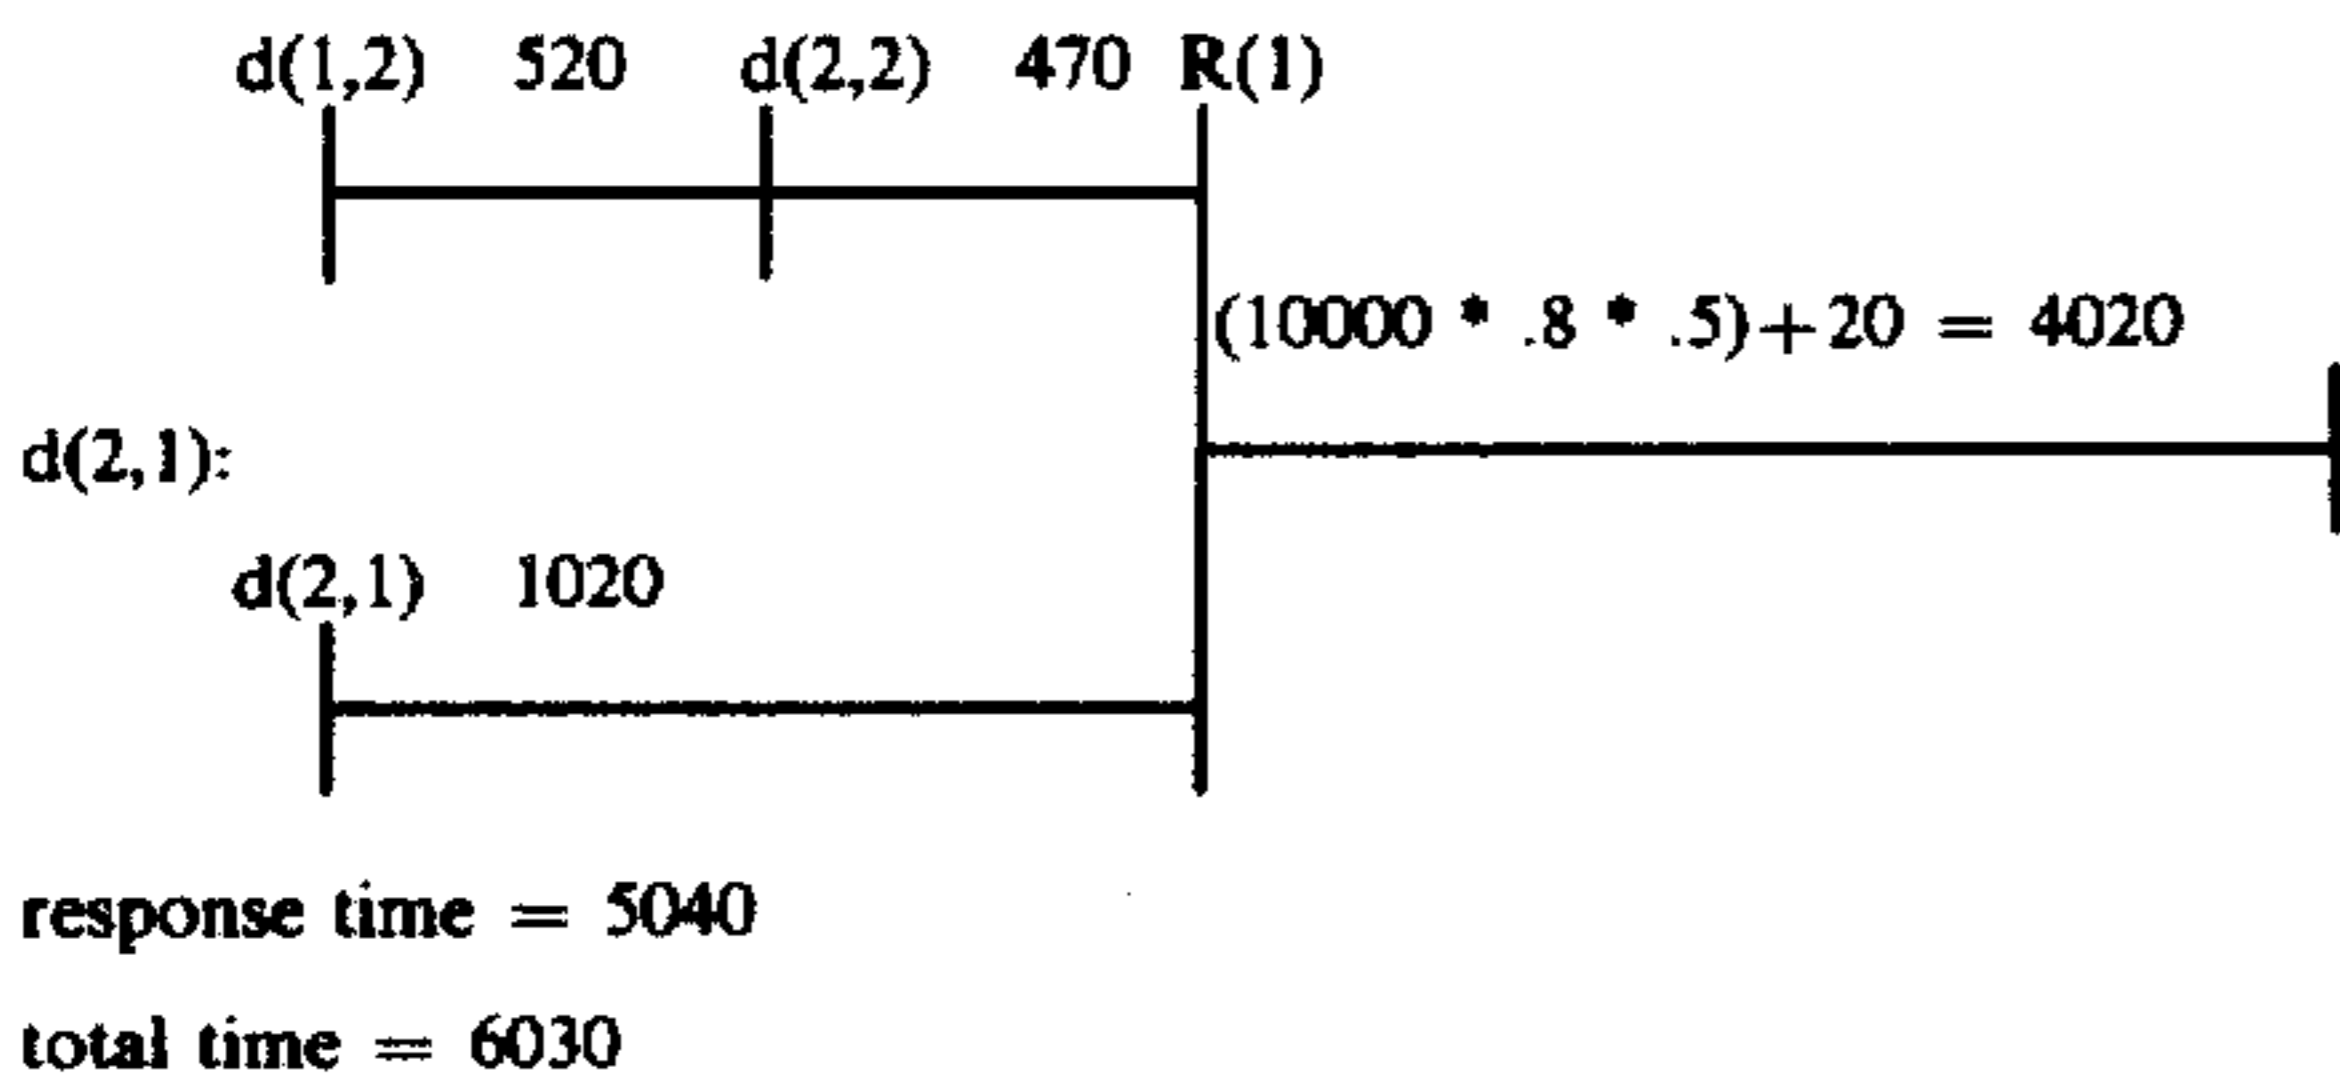 d(1,2) 520 d(2,2) 470 R(1)
(10000 * .8 * .5)+20 = 4020
d(2,1):
d(2,1) 1020
response time = 5040
total time = 6030